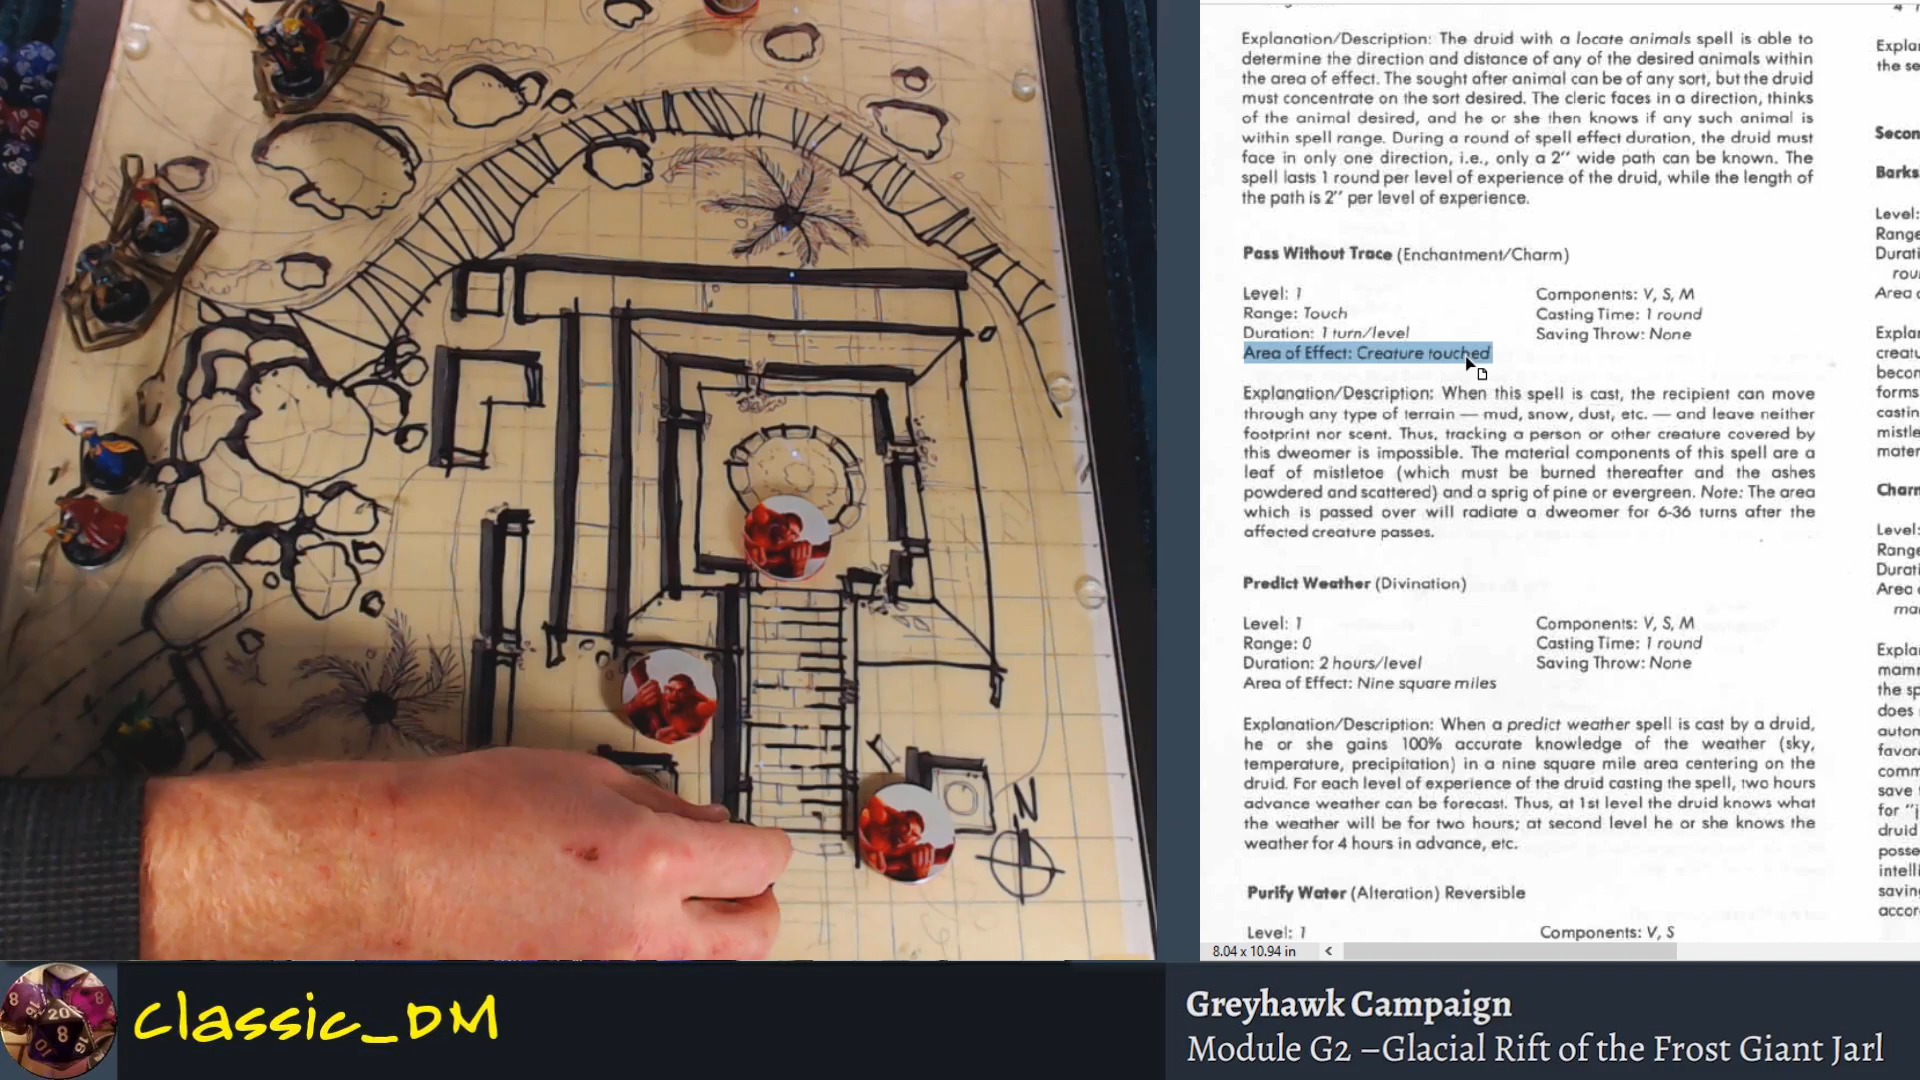 Explanation/Description: The druid with a locate animals spell is able to
determine the direction and distance of any of the desired animals within
the area of effect. The sought after animal can be of any sort, but the druid
must concentrate on the sort desired. The cleric faces in a direction, thinks
of the animal desired, and he or she then knows if any such animal is
within spell range. During a round of spell effect duration, the druid must
face in only one direction, i.e., only a 2" wide path can be known. The
spell lasts 1 round per level of experience of the druid, while the length of
the path is 2" per level of experience.
Pass Without Trace (Enchantment/Charm)
Level: 1 Components: V, S, M
Range: Touch Casting Time: 1 round
Duration: 1 turn/level Saving Throw: None
Area of Effect: Creature touched
Explanation/Description: When this spell is cast, the recipient can move
through any type of terrain — mud, snow, dust, etc. — and leave neither
footprint nor scent. Thus, tracking a person or other creature covered by
this dweomer is impossible. The material components of this spell are a
leaf of mistletoe (which must be burned thereafter and the ashes
powdered and scattered) and a sprig of pine or evergreen. Note: The area
which is passed over will radiate a dweomer for 6-36 turns after the
affected creature passes.
Predict Weather (Divination)
Level: 1 Components: V, S, M
Range: 0 Casting Time: 1 round
Duration: 2 hours/level Saving Throw: None
Area of Effect: Nine square miles
Explanation/Description: When a predict weather spell is cast by a druid,
he or she gains 100% accurate knowledge of the weather (sky,
temperature, precipitation) in a nine square mile area centering on the
druid. For each level of experience of the druid casting the spell, two hours
advance weather can be forecast. Thus, at 1st level the druid knows what
the weather will be for two hours; at second level he or she knows the
weather for 4 hours in advance, etc.
Purify Water (Alteration) Reversible
Level: 1 Components: V, S
8.04 x 10.94 in
N
classic_DM
Greyhawk Campaign
Module G2 –Glacial Rift of the Frost Giant Jarl